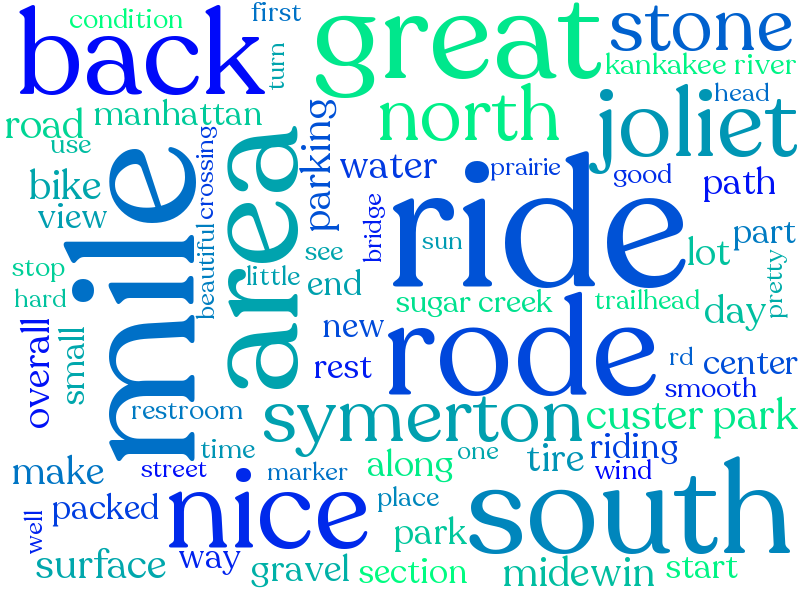 condition
first
back
great
stone
turn
kankakee river
head
road
manhattan
parking
north
joliet
use
crossing
area
water
prairie
good
path
bike
mile
ride
view
bridge
sun
lot
part
stop
beautiful
see
little
end
pretty
hard
sugar creek
trailhead
day
overall
small
new
rode
rest
rd
center
smooth
restroom
symerton
custer park
time
one
riding
make
street
marker
along
tire
wind
packed
nice
place
south
well
way
park
surface
gravel
section
midewin
start